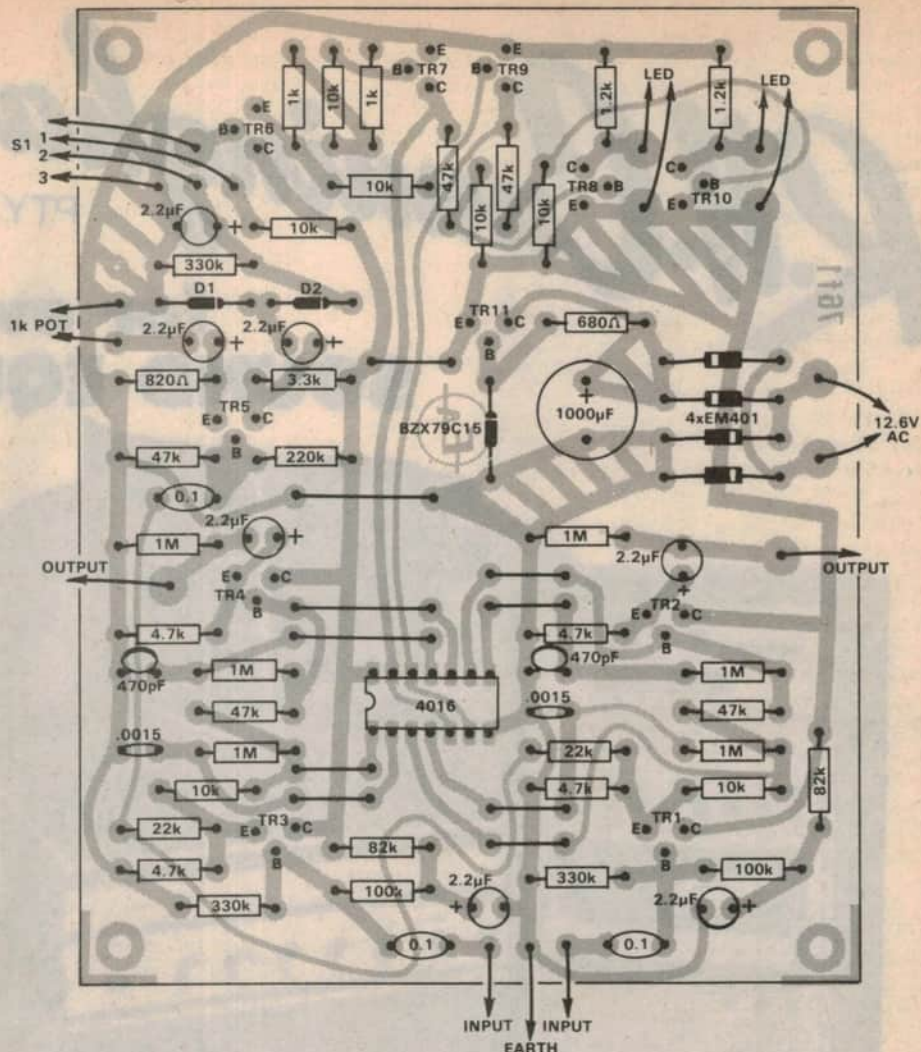 E
E
B TR7
B TR9
C
C
LED
LED
1k
10k
1k
1.2k
1.2k
E
B TR6
C
S1 1
2
3
47k
47k
10k
10k
10k
C
TR8 B
E
C
B
E TR10
2.2µF +
10k
330k
D1
D2
76fl1
1k POT
2.2µF +
2.2µF +
TR11
E
C
B
680Ω
820Ω
3.3k
+
1000µF
BZX79C15
4xEM401
12.6V
AC
TR5
E
C
B
47k
220k
0.1
2.2µF
+
1M
1M
2.2µF
+
OUTPUT
OUTPUT
E
C
TR4
B
TR2
E
C
B
4.7k
4.7k
470pF
470pF
1M
1M
4016
47k
47k
.0015
.0015
1M
22k
1M
10k
4.7k
10k
82k
22k
TR3
E
C
B
TR1
E
C
B
4.7k
82k
100k
330k
100k
2.2µF
+
330k
2.2µF
+
0.1
0.1
INPUT
INPUT
EARTH